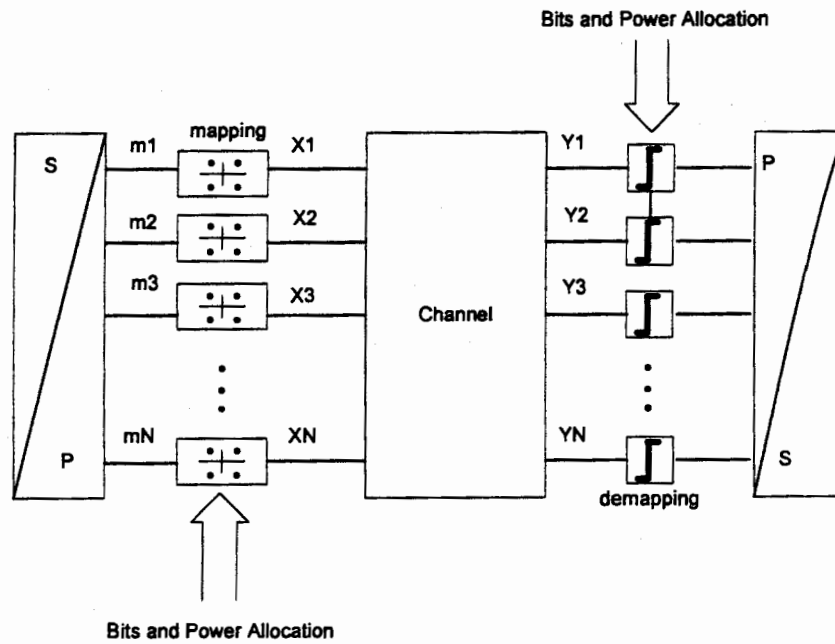 Bits and Power Allocation
S
m1
mapping
X1
Y1
P
m2
X2
Y2
m3
X3
Channel
Y3
mN
XN
YN
P
S
demapping
Bits and Power Allocation